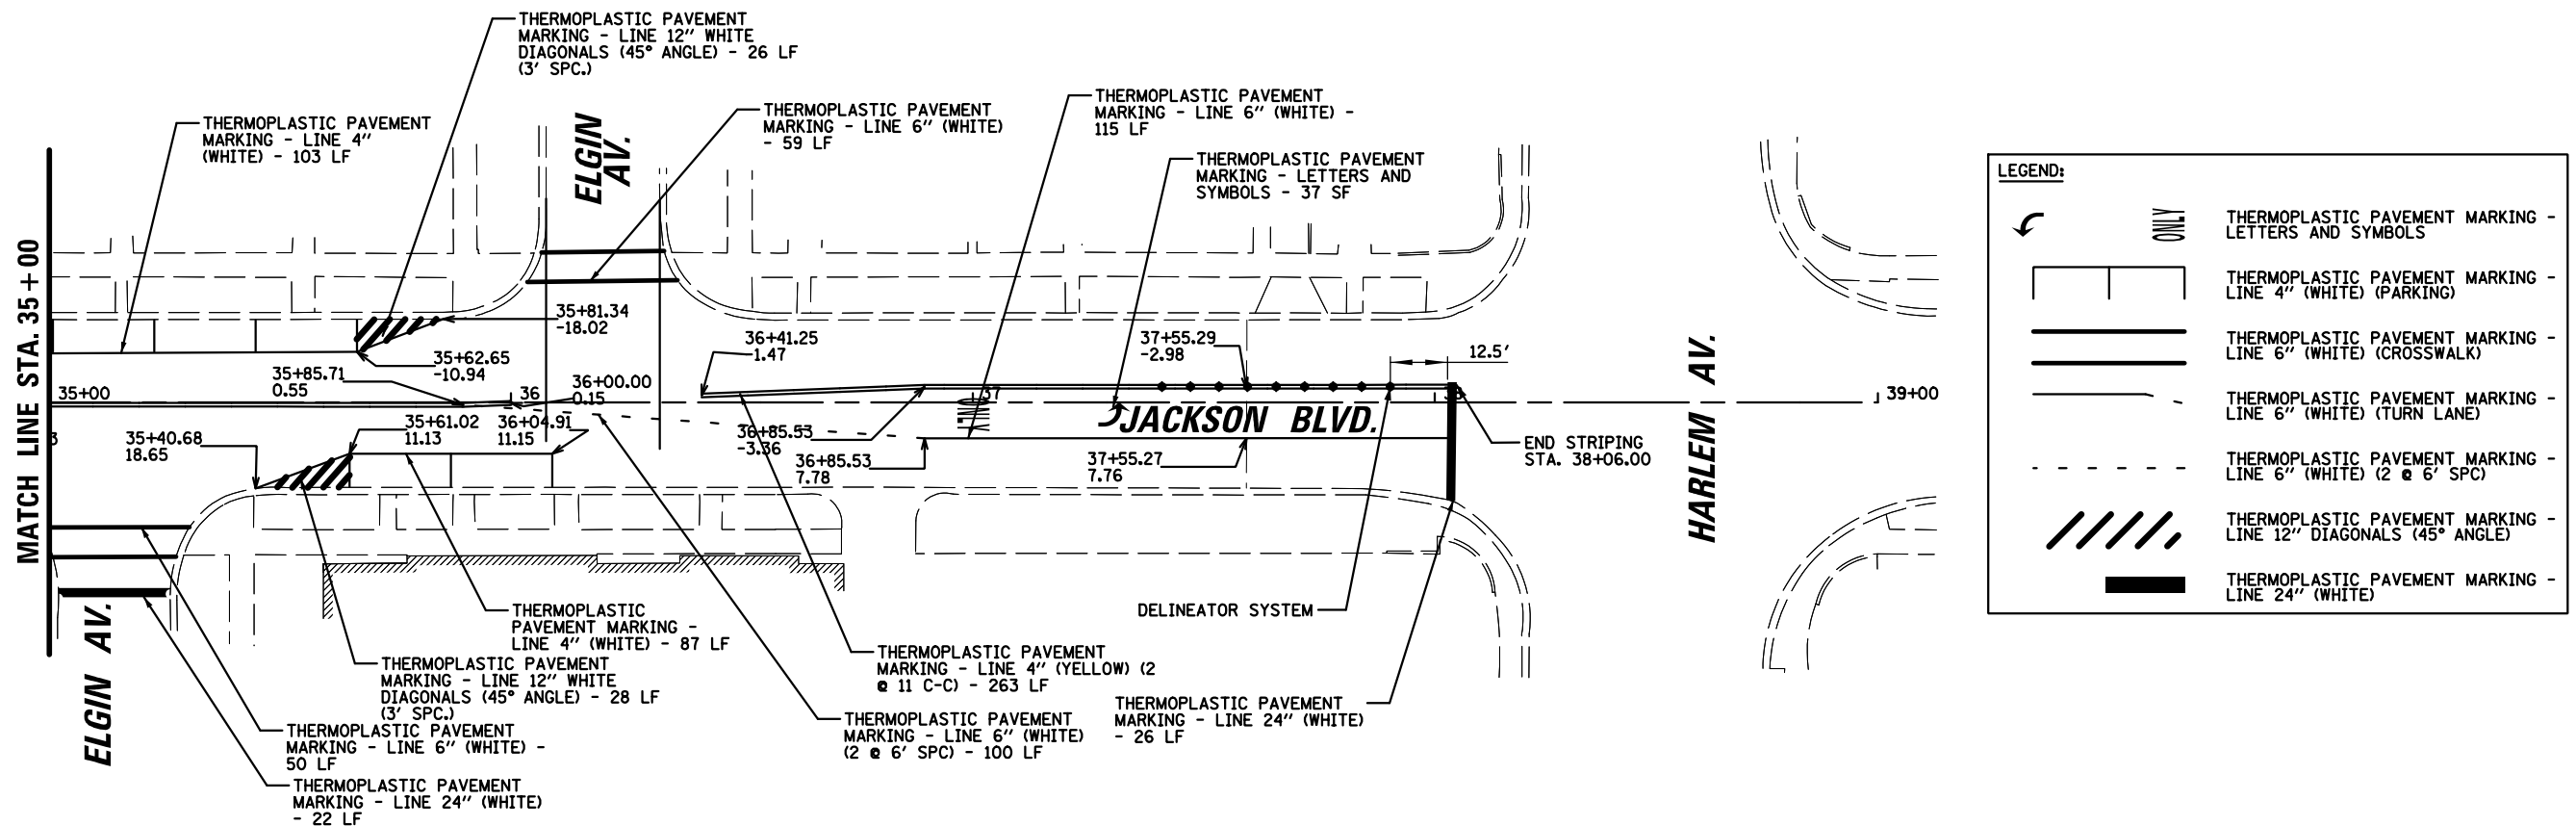 THERMOPLASTIC PAVEMENT
MARKING - LINE 12" WHITE
DIAGONALS (45° ANGLE) - 26 LF
(3' SPC.)
THERMOPLASTIC PAVEMENT
MARKING - LINE 4"
(WHITE) - 103 LF
ELGIN
AV.
THERMOPLASTIC PAVEMENT
MARKING - LINE 6" (WHITE)
- 59 LF
THERMOPLASTIC PAVEMENT
MARKING - LINE 6" (WHITE) -
115 LF
THERMOPLASTIC PAVEMENT
MARKING - LETTERS AND
SYMBOLS - 37 SF
MATCH LINE STA. 35+00
35+81.34
-18.02
35+62.65
-10.94
36+41.25
1.47
37+55.29
-2.98
12.5'
35+85.71
0.55
36+00.00
0.15
35+00
36
37
39+00
ONLY
JACKSON BLVD.
HARLEM AV.
35+40.68
18.65
35+61.02
11.13
36+04.91
11.15
36+85.53
-3.36
36+85.53
7.78
37+55.27
7.76
END STRIPING
STA. 38+06.00
ELGIN AV.
DELINEATOR SYSTEM
THERMOPLASTIC
PAVEMENT MARKING -
LINE 4" (WHITE) - 87 LF
THERMOPLASTIC PAVEMENT
MARKING - LINE 12" WHITE
DIAGONALS (45° ANGLE) - 28 LF
(3' SPC.)
THERMOPLASTIC PAVEMENT
MARKING - LINE 4" (YELLOW) (2
@ 11 C-C) - 263 LF
THERMOPLASTIC PAVEMENT
MARKING - LINE 24" (WHITE)
- 26 LF
THERMOPLASTIC PAVEMENT
MARKING - LINE 6" (WHITE)
(2 @ 6' SPC) - 100 LF
THERMOPLASTIC PAVEMENT
MARKING - LINE 6" (WHITE) -
50 LF
THERMOPLASTIC PAVEMENT
MARKING - LINE 24" (WHITE)
- 22 LF
LEGEND:
ONLY
THERMOPLASTIC PAVEMENT MARKING -
LETTERS AND SYMBOLS
THERMOPLASTIC PAVEMENT MARKING -
LINE 4" (WHITE) (PARKING)
THERMOPLASTIC PAVEMENT MARKING -
LINE 6" (WHITE) (CROSSWALK)
THERMOPLASTIC PAVEMENT MARKING -
LINE 6" (WHITE) (TURN LANE)
THERMOPLASTIC PAVEMENT MARKING -
LINE 6" (WHITE) (2 @ 6' SPC)
THERMOPLASTIC PAVEMENT MARKING -
LINE 12" DIAGONALS (45° ANGLE)
THERMOPLASTIC PAVEMENT MARKING -
LINE 24" (WHITE)